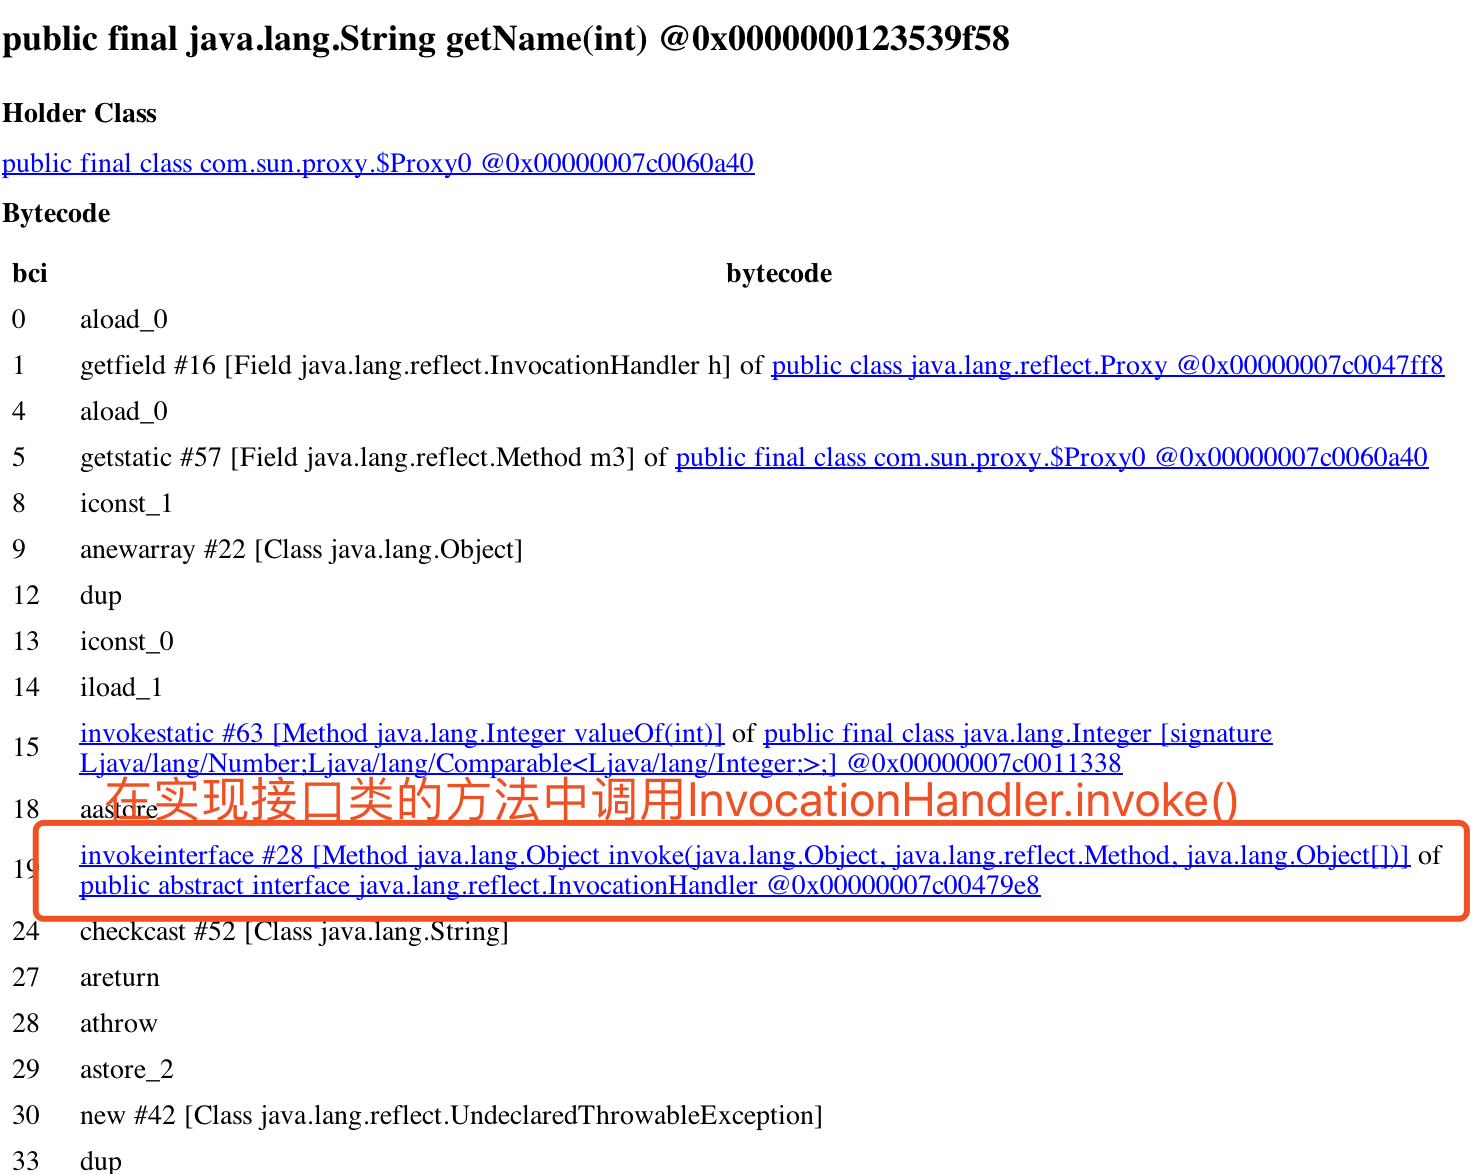 public final java.lang.String getName(int) @0x0000000123539f58
Holder Class
public final class com.sun.proxy.$Proxy0 @0x00000007c0060a40
Bytecode
bci bytecode
0 aload_0
1 getfield #16 [Field java.lang.reflect.InvocationHandler h] of public class java.lang.reflect.Proxy @0x00000007c0047ff8
4 aload_0
5 getstatic #57 [Field java.lang.reflect.Method m3] of public final class com.sun.proxy.$Proxy0 @0x00000007c0060a40
8 iconst_1
9 anewarray #22 [Class java.lang.Object]
12 dup
13 iconst_0
14 iload_1
15 invokestatic #63 [Method java.lang.Integer valueOf(int)] of public final class java.lang.Integer [signature
Ljava/lang/Number;Ljava/lang/Comparable<Ljava/lang/Integer;>;] @0x00000007c0011338
在实现接口类的方法中调用InvocationHandler.invoke()
18 aastore
19 invokeinterface #28 [Method java.lang.Object invoke(java.lang.Object, java.lang.reflect.Method, java.lang.Object[])] of
public abstract interface java.lang.reflect.InvocationHandler @0x00000007c00479e8
24 checkcast #52 [Class java.lang.String]
27 areturn
28 athrow
29 astore_2
30 new #42 [Class java.lang.reflect.UndeclaredThrowableException]
33 dup